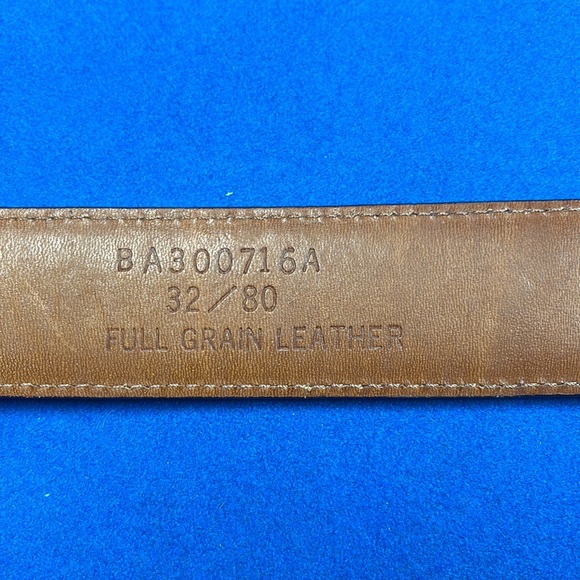 BA300716A
32/80
FULL GRAIN LEATHER